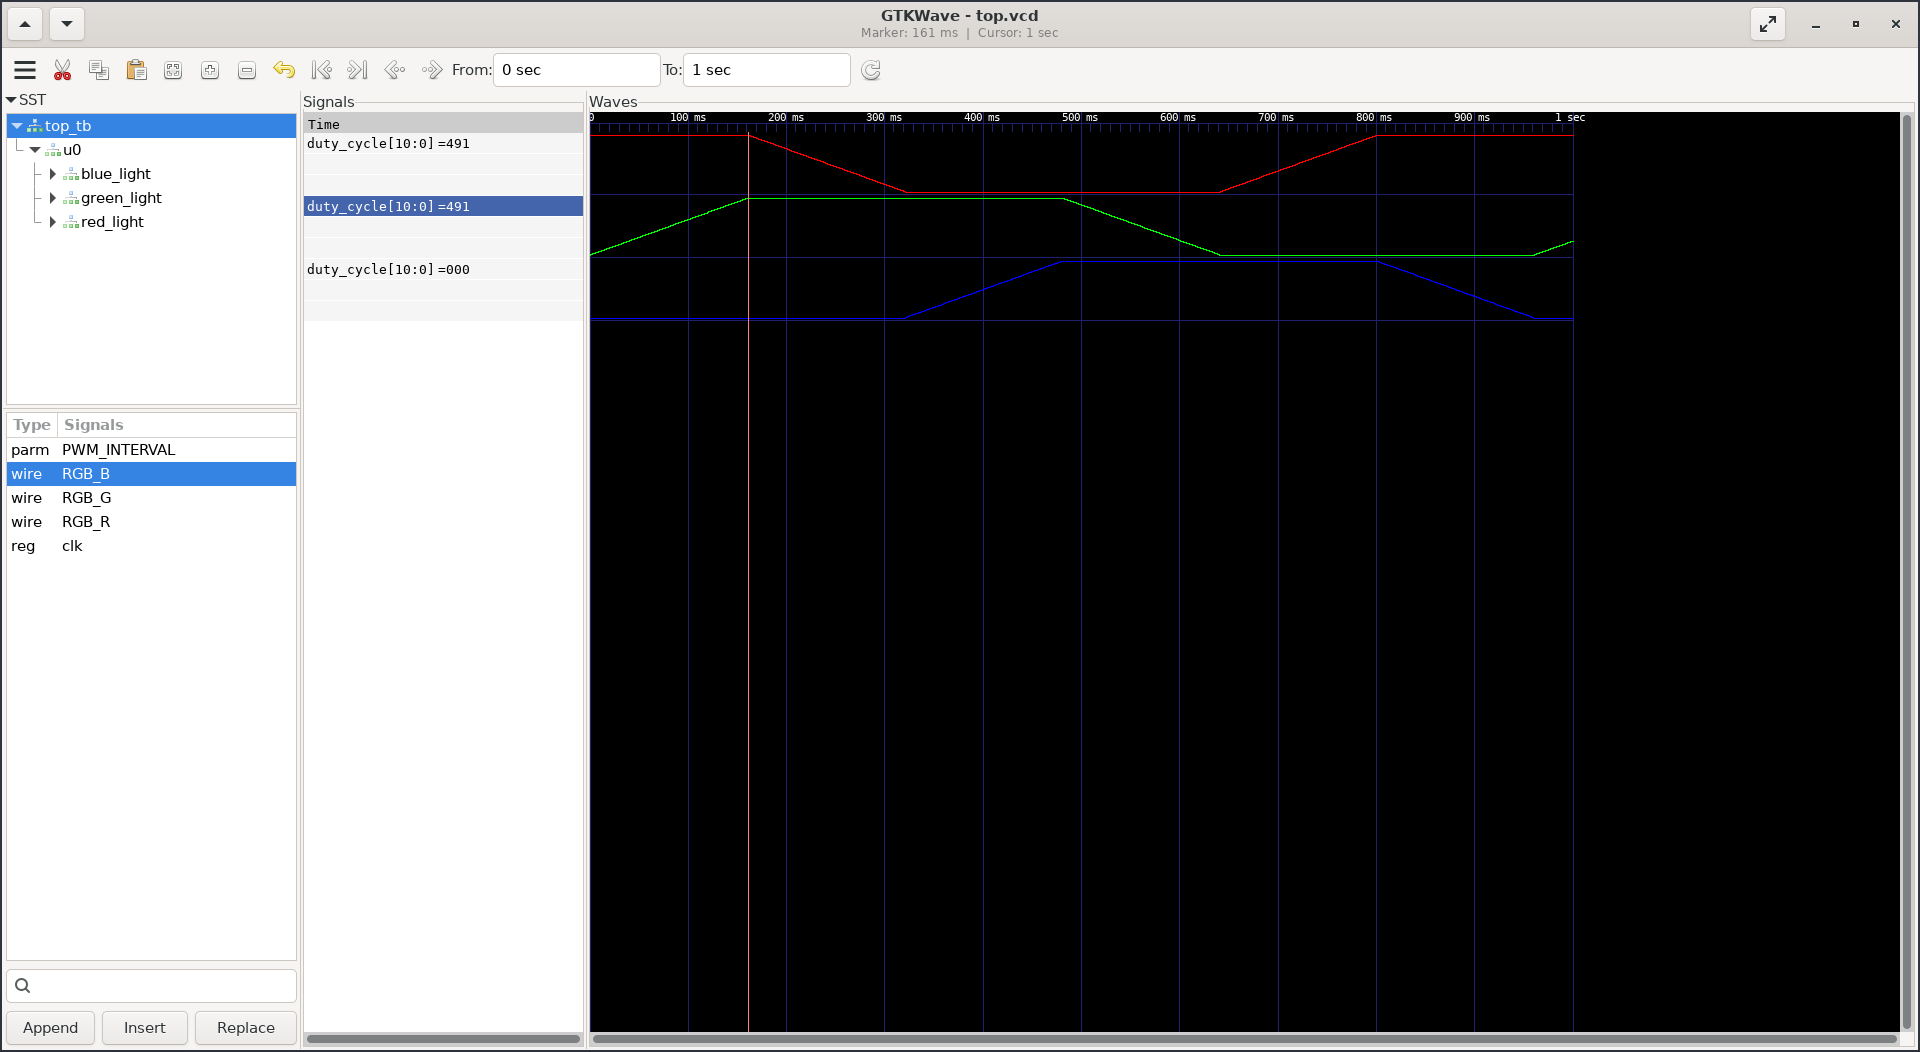 GTKWave - top.vcd
Marker: 161 ms | Cursor: 1 sec
From: 0 sec To: 1 sec
SST
top_tb
u0
blue_light
green_light
red_light
Type Signals
parm PWM_INTERVAL
wire RGB_B
wire RGB_G
wire RGB_R
reg clk
Append Insert Replace
Signals
Time
duty_cycle[10:0] =491
duty_cycle[10:0] =491
duty_cycle[10:0] =000
Waves
0 100 ms 200 ms 300 ms 400 ms 500 ms 600 ms 700 ms 800 ms 900 ms 1 sec